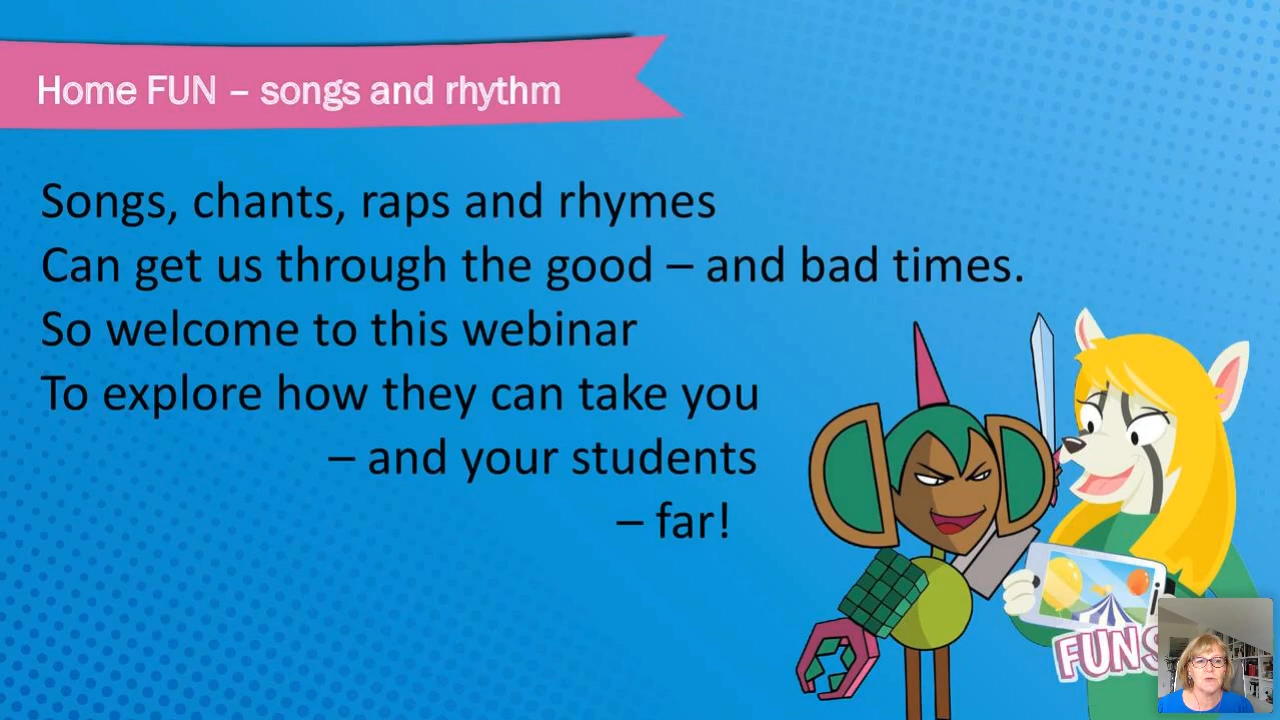 Home FUN – songs and rhythm
Songs, chants, raps and rhymes
Can get us through the good – and bad times.
So welcome to this webinar
To explore how they can take you
– and your students
– far!
FUN S